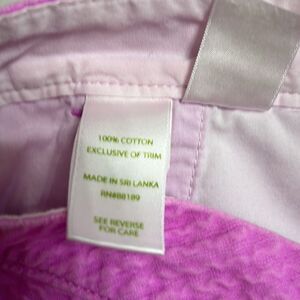 100% COTTON
EXCLUSIVE OF TRIM
MADE IN SRI LANKA
RN#88189
SEE REVERSE
FOR CARE